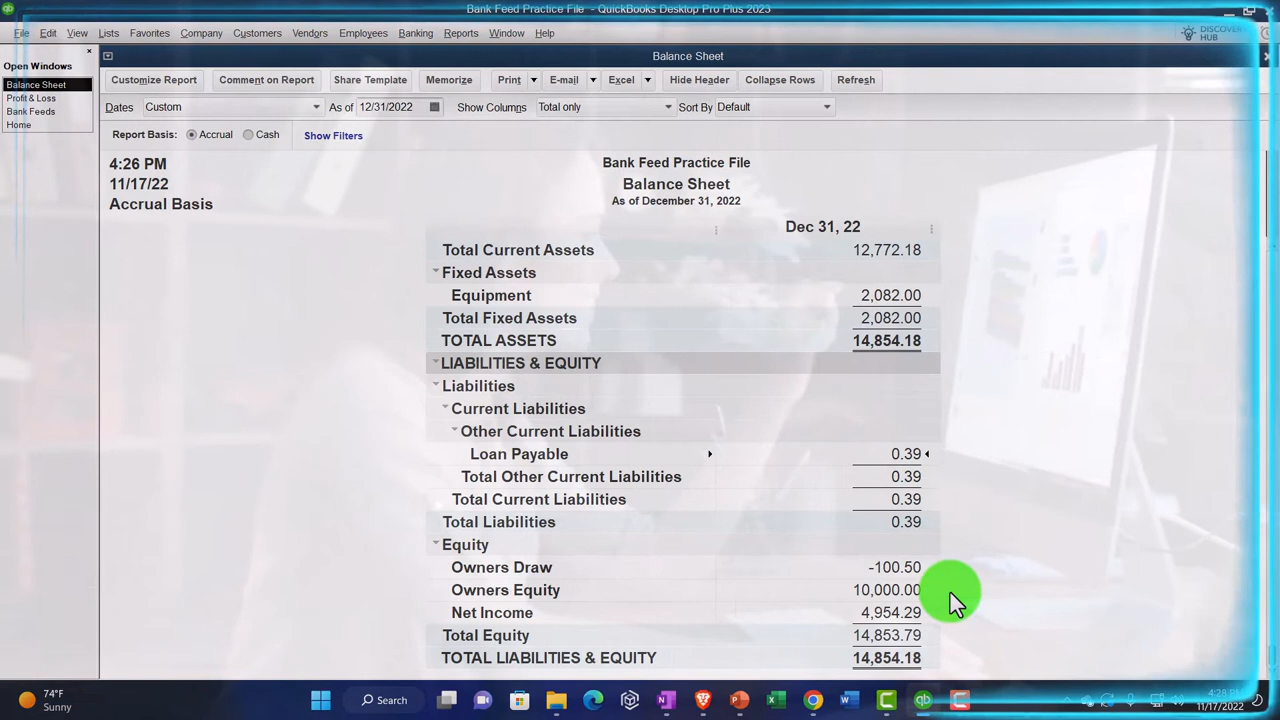 Bank Feed Practice File - QuickBooks Desktop Pro Plus 2023
File Edit View Lists Favorites Company Customers Vendors Employees Banking Reports Window Help
DISCOVER HUB
Open Windows
Balance Sheet
Profit & Loss
Bank Feeds
Home
Balance Sheet
Customize Report Comment on Report Share Template Memorize Print E-mail Excel Hide Header Collapse Rows Refresh
Dates Custom As of 12/31/2022 Show Columns Total only Sort By Default
Report Basis: Accrual Cash Show Filters
4:26 PM
11/17/22
Accrual Basis
Bank Feed Practice File
Balance Sheet
As of December 31, 2022
Dec 31, 22
Total Current Assets 12,772.18
Fixed Assets
Equipment 2,082.00
Total Fixed Assets 2,082.00
TOTAL ASSETS 14,854.18
LIABILITIES & EQUITY
Liabilities
Current Liabilities
Other Current Liabilities
Loan Payable 0.39
Total Other Current Liabilities 0.39
Total Current Liabilities 0.39
Total Liabilities 0.39
Equity
Owners Draw -100.50
Owners Equity 10,000.00
Net Income 4,954.29
Total Equity 14,853.79
TOTAL LIABILITIES & EQUITY 14,854.18
74°F
Sunny
Search
4:26 PM
11/17/2022